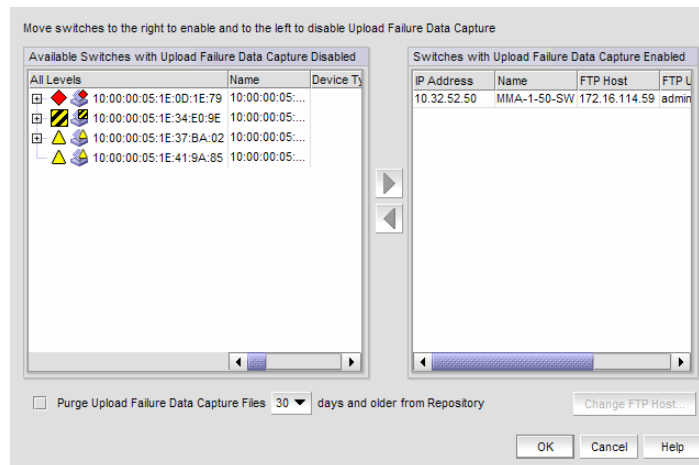 Move switches to the right to enable and to the left to disable Upload Failure Data Capture
Available Switches with Upload Failure Data Capture Disabled
All Levels Name Device Ty
10:00:00:05:1E:0D:1E:79 10:00:00:05:...
10:00:00:05:1E:34:E0:9E 10:00:00:05:...
10:00:00:05:1E:37:BA:02 10:00:00:05:...
10:00:00:05:1E:41:9A:85 10:00:00:05:...
Switches with Upload Failure Data Capture Enabled
IP Address Name FTP Host FTP U
10.32.52.50 MMA-1-50-SW 172.16.114.59 admin
Purge Upload Failure Data Capture Files 30 days and older from Repository
Change FTP Host...
OK Cancel Help